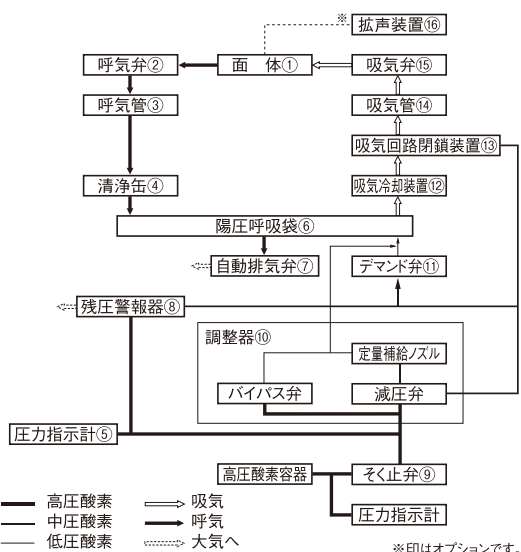 ※ 拡声装置⑯
呼気弁② 面 体① 吸気弁⑮
呼気管③ 吸気管⑭
吸気回路閉鎖装置⑬
清浄缶④ 吸気冷却装置⑫
陽圧呼吸袋⑥
自動排気弁⑦ デマンド弁⑪
残圧警報器⑧
調整器⑩
定量補給ノズル
バイパス弁 減圧弁
圧力指示計⑤
高圧酸素容器 そく止弁⑨
圧力指示計
高圧酸素 吸気
中圧酸素 呼気
低圧酸素 大気へ
※印はオプションです。